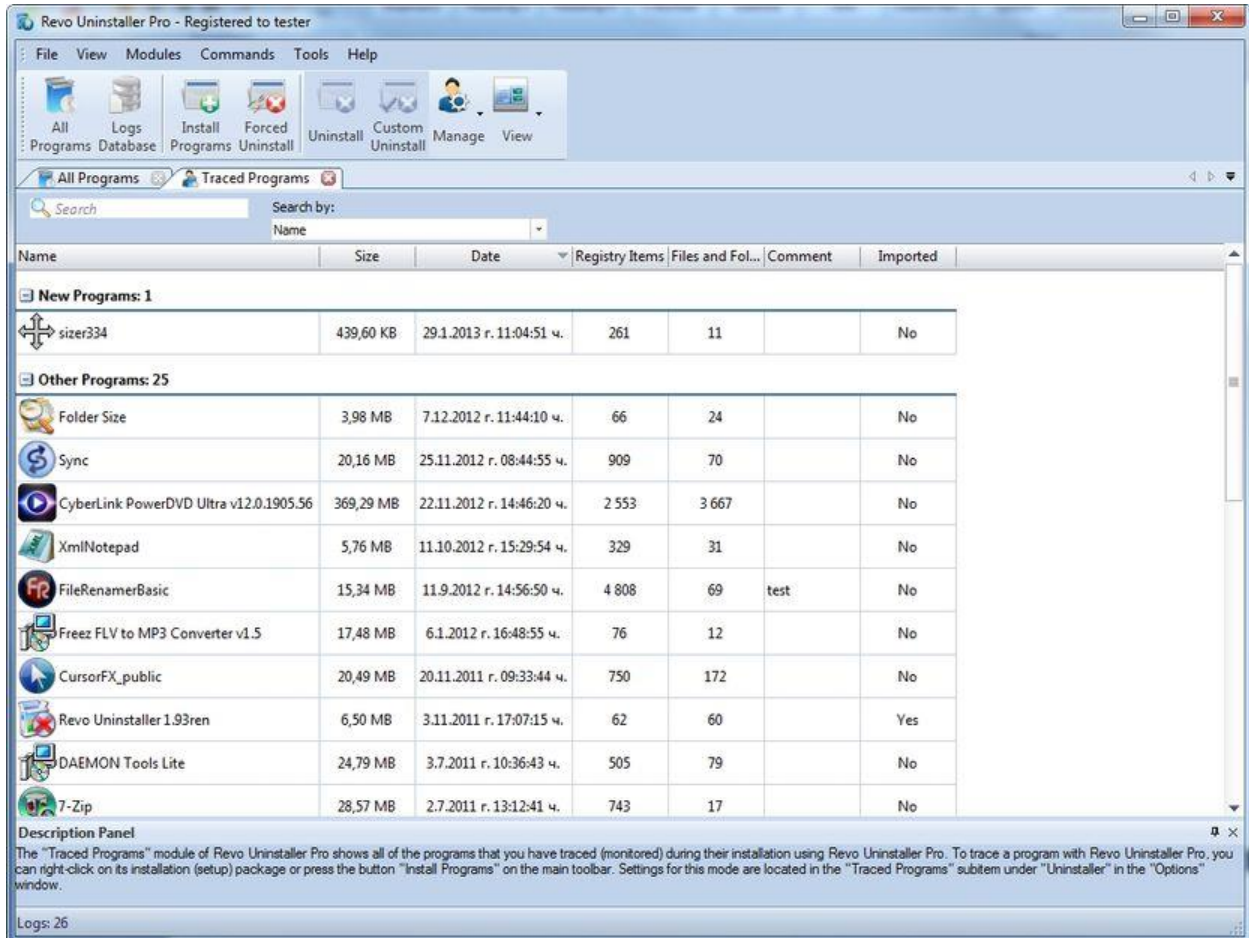 Revo Uninstaller Pro - Registered to tester
File View Modules Commands Tools Help
All Programs
Logs Database
Install Programs
Forced Uninstall
Uninstall
Custom Uninstall
Manage
View
All Programs Traced Programs
Search
Search by:
Name
Name Size Date Registry Items Files and Fol... Comment Imported
New Programs: 1
sizer334 439,60 KB 29.1.2013 г. 11:04:51 ч. 261 11 No
Other Programs: 25
Folder Size 3,98 MB 7.12.2012 г. 11:44:10 ч. 66 24 No
Sync 20,16 MB 25.11.2012 г. 08:44:55 ч. 909 70 No
CyberLink PowerDVD Ultra v12.0.1905.56 369,29 MB 22.11.2012 г. 14:46:20 ч. 2 553 3 667 No
XmlNotepad 5,76 MB 11.10.2012 г. 15:29:54 ч. 329 31 No
FileRenamerBasic 15,34 MB 11.9.2012 г. 14:56:50 ч. 4 808 69 test No
Freez FLV to MP3 Converter v1.5 17,48 MB 6.1.2012 г. 16:48:55 ч. 76 12 No
CursorFX_public 20,49 MB 20.11.2011 г. 09:33:44 ч. 750 172 No
Revo Uninstaller 1.93ren 6,50 MB 3.11.2011 г. 17:07:15 ч. 62 60 Yes
DAEMON Tools Lite 24,79 MB 3.7.2011 г. 10:36:43 ч. 505 79 No
7-Zip 28,57 MB 2.7.2011 г. 13:12:41 ч. 743 17 No
Description Panel
The "Traced Programs" module of Revo Uninstaller Pro shows all of the programs that you have traced (monitored) during their installation using Revo Uninstaller Pro. To trace a program with Revo Uninstaller Pro, you
can right-click on its installation (setup) package or press the button "Install Programs" on the main toolbar. Settings for this mode are located in the "Traced Programs" subitem under "Uninstaller" in the "Options"
window.
Logs: 26